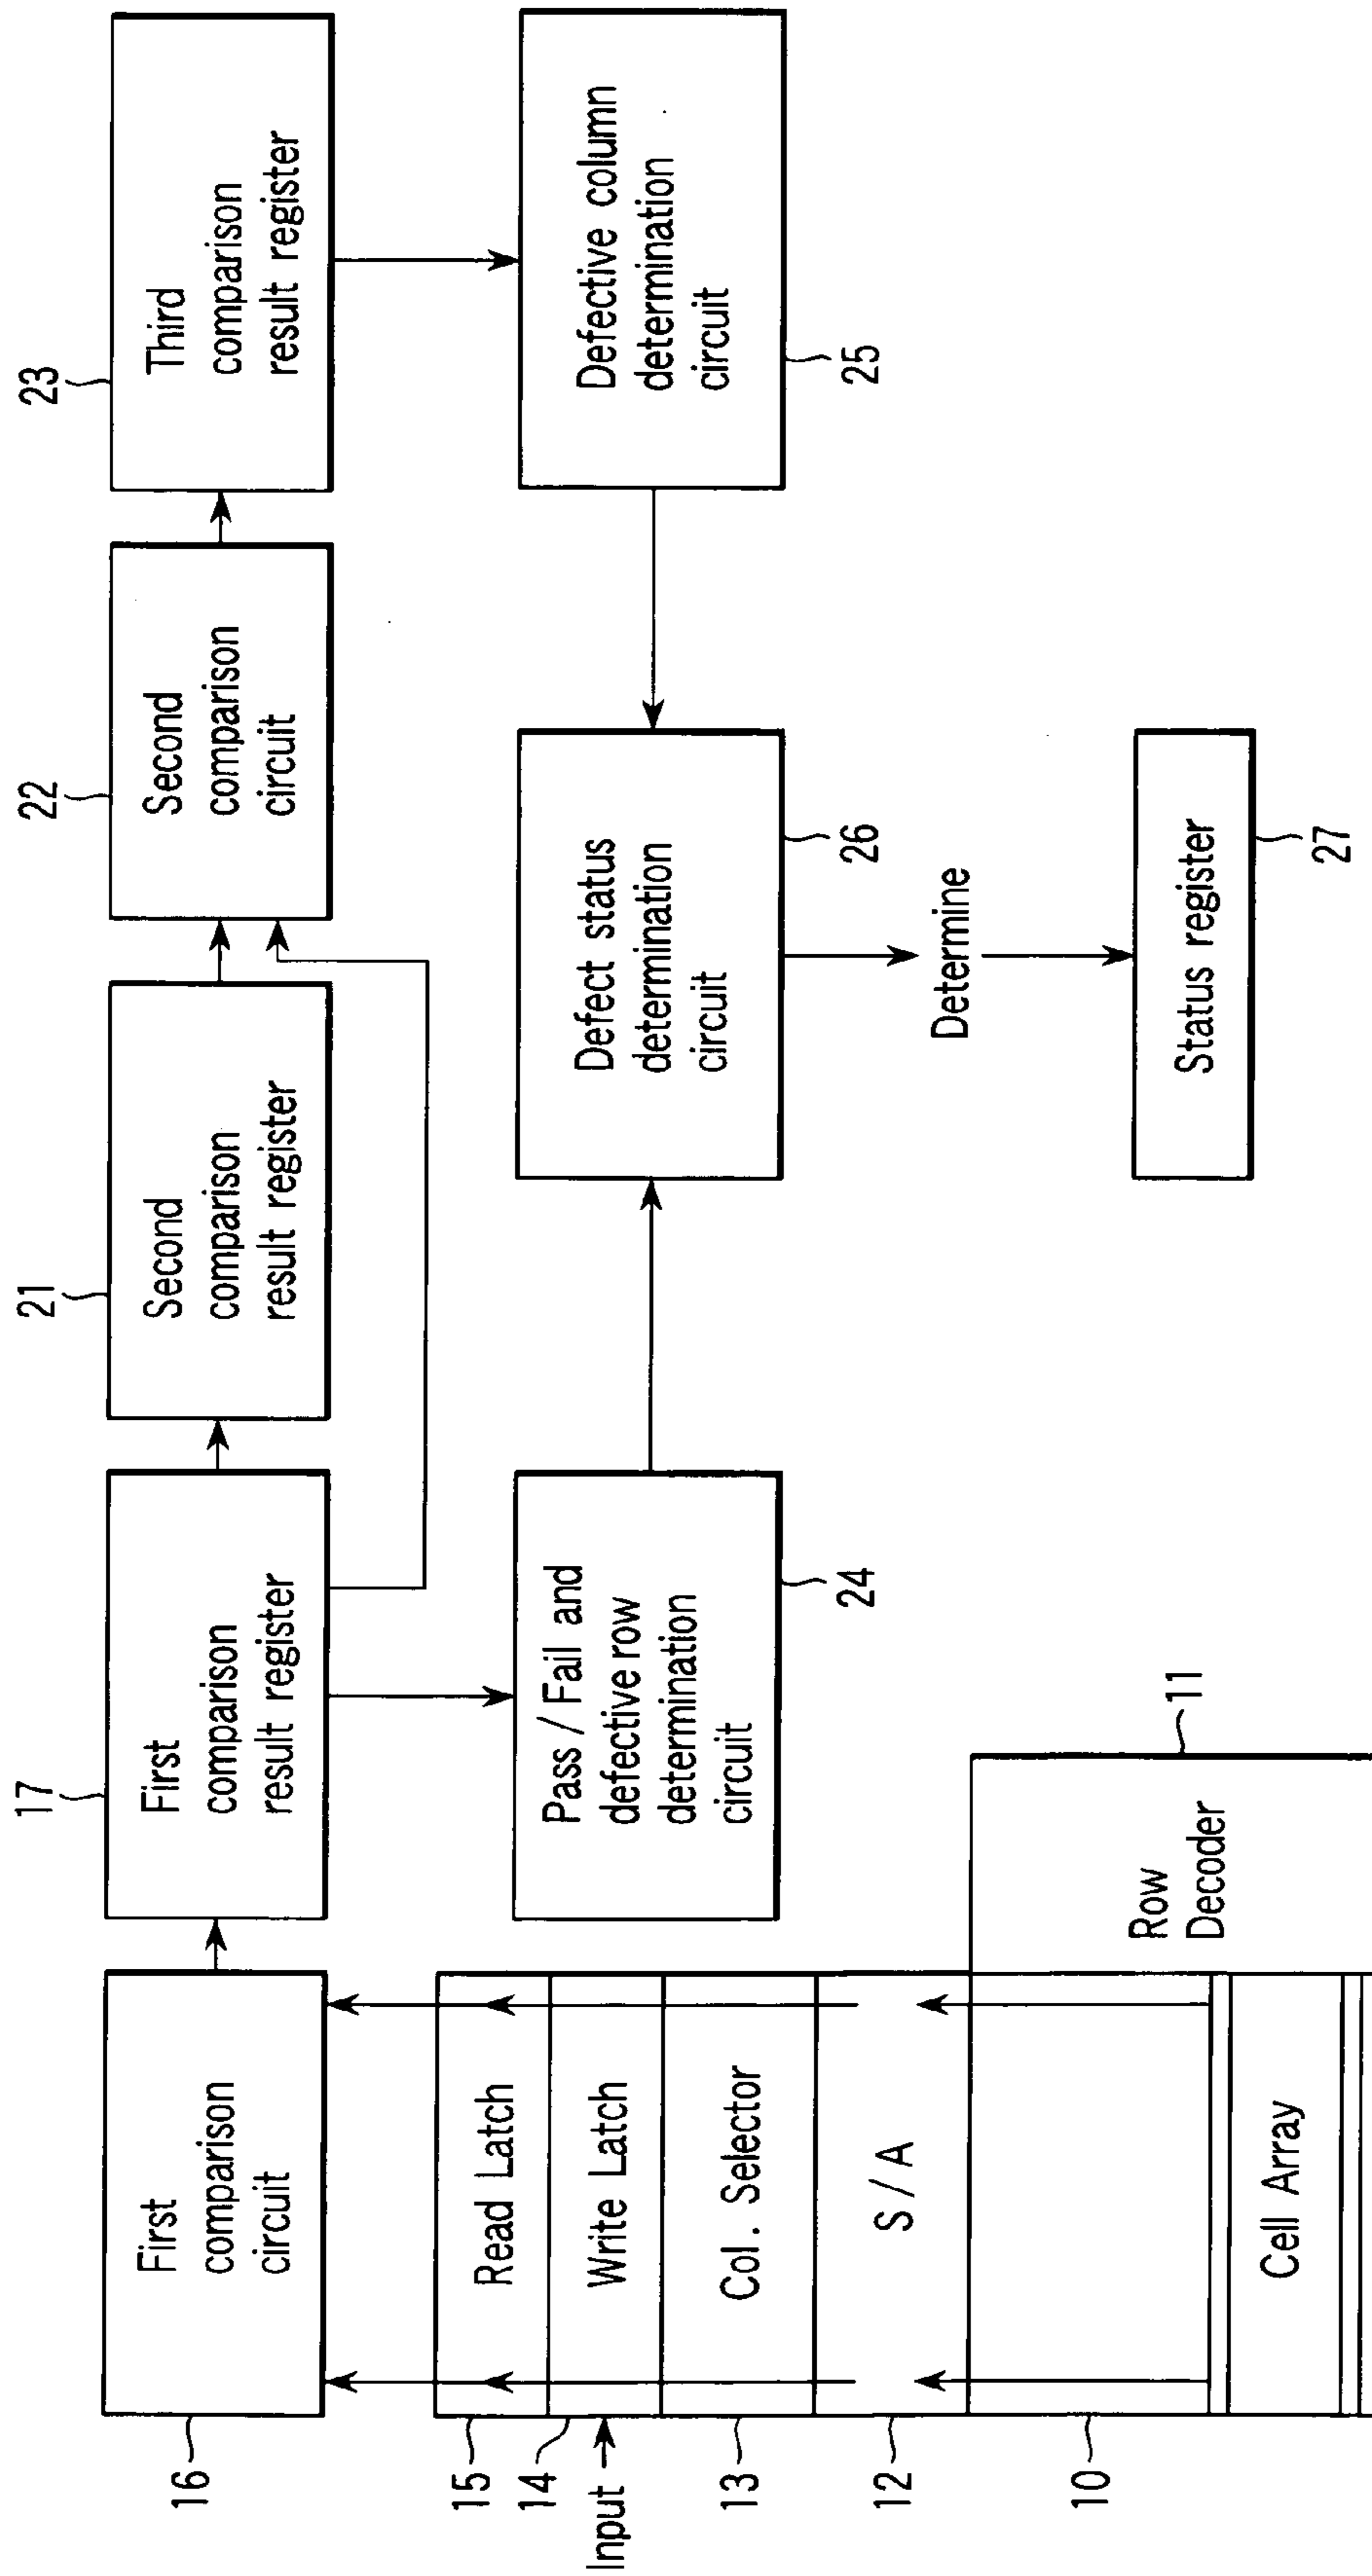 16
First
comparison
circuit
17
First
comparison
result register
21
Second
comparison
result register
22
Second
comparison
circuit
23
Third
comparison
result register
15
Read Latch
14
Write Latch
Input
13
Col. Selector
12
S / A
10
Cell Array
11
Row
Decoder
Pass / Fail and
defective row
determination
circuit
24
Defect status
determination
circuit
26
Defective column
determination
circuit
25
Determine
Status register
27